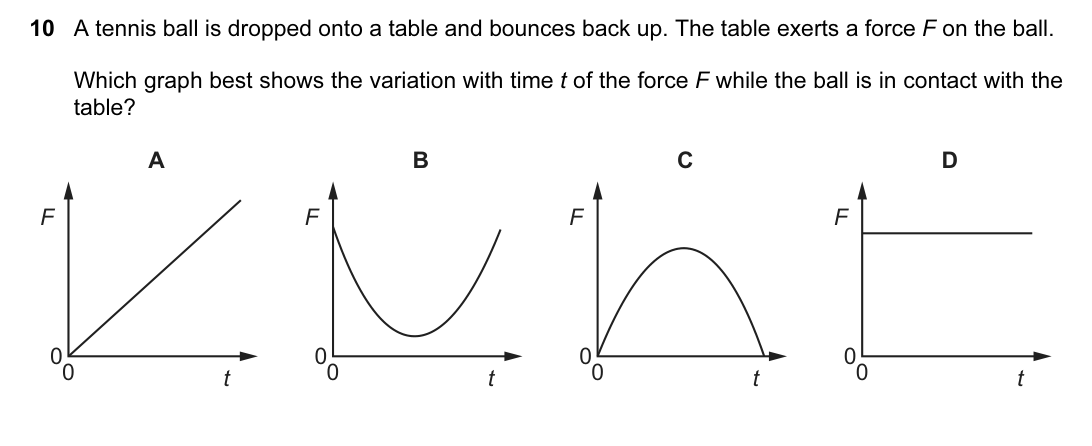 10 A tennis ball is dropped onto a table and bounces back up. The table exerts a force F on the ball.
Which graph best shows the variation with time t of the force F while the ball is in contact with the
table?
A B C D
F F F F
0 0 0 0
0 t 0 t 0 t 0 t